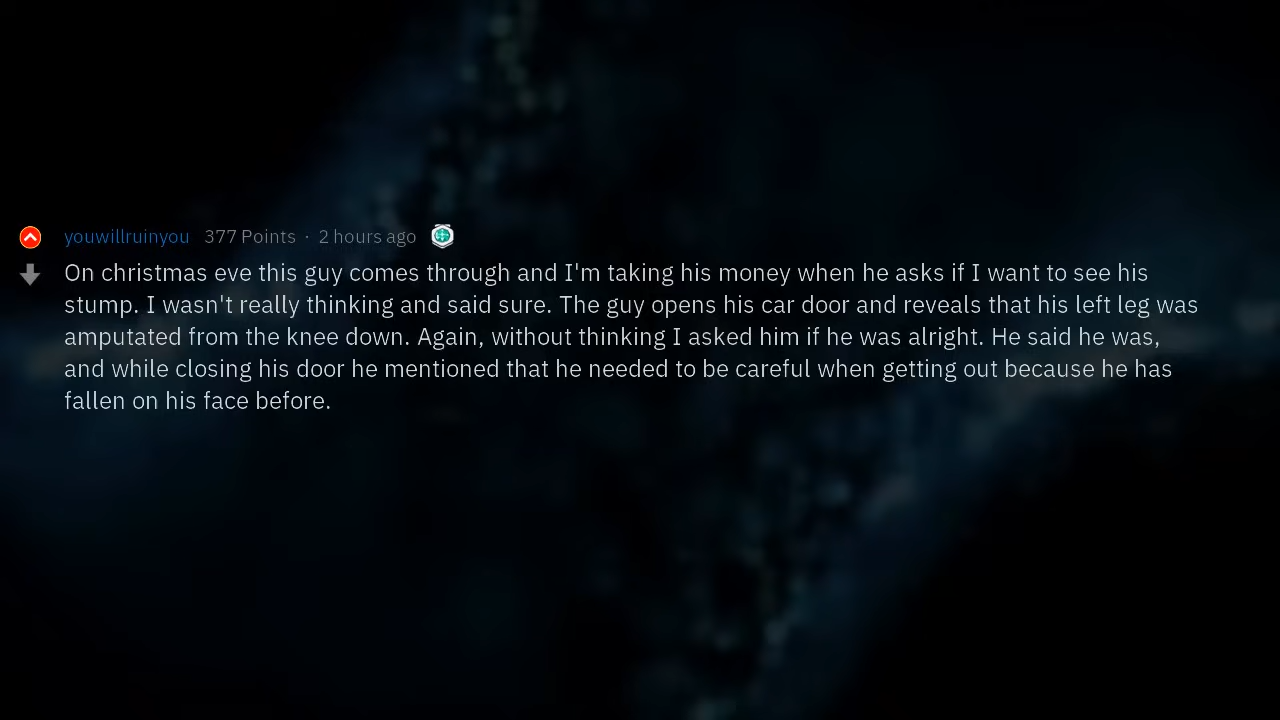 youwillruinyou 377 Points · 2 hours ago
On christmas eve this guy comes through and I'm taking his money when he asks if I want to see his
stump. I wasn't really thinking and said sure. The guy opens his car door and reveals that his left leg was
amputated from the knee down. Again, without thinking I asked him if he was alright. He said he was,
and while closing his door he mentioned that he needed to be careful when getting out because he has
fallen on his face before.